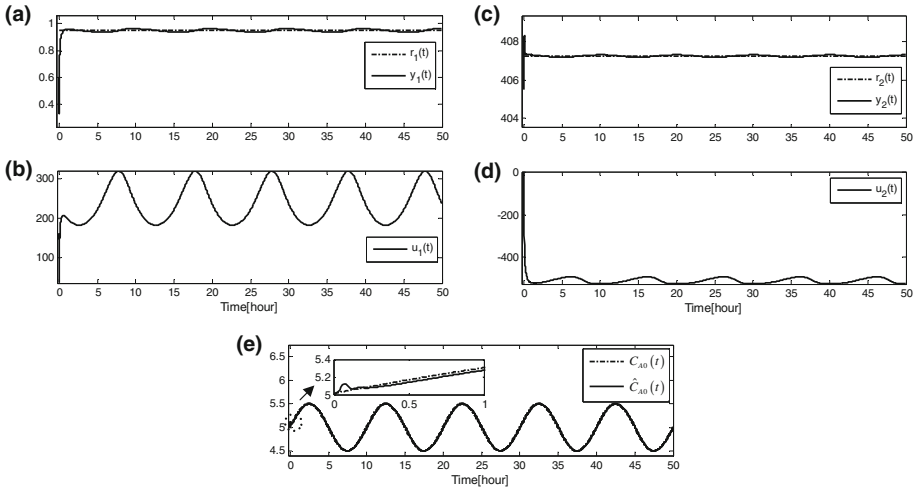 (a)
1
0.8
0.6
0.4
r1(t)
y1(t)
0 5 10 15 20 25 30 35 40 45 50
(b)
300
200
100
u1(t)
0 5 10 15 20 25 30 35 40 45 50
Time[hour]
(c)
408
406
404
r2(t)
y2(t)
0 5 10 15 20 25 30 35 40 45 50
(d)
0
-200
-400
u2(t)
0 5 10 15 20 25 30 35 40 45 50
Time[hour]
(e)
6.5
6
5.5
5
4.5
5.4
5.2
5
0 0.5 1
CA0(t)
ĈA0(t)
0 5 10 15 20 25 30 35 40 45 50
Time[hour]